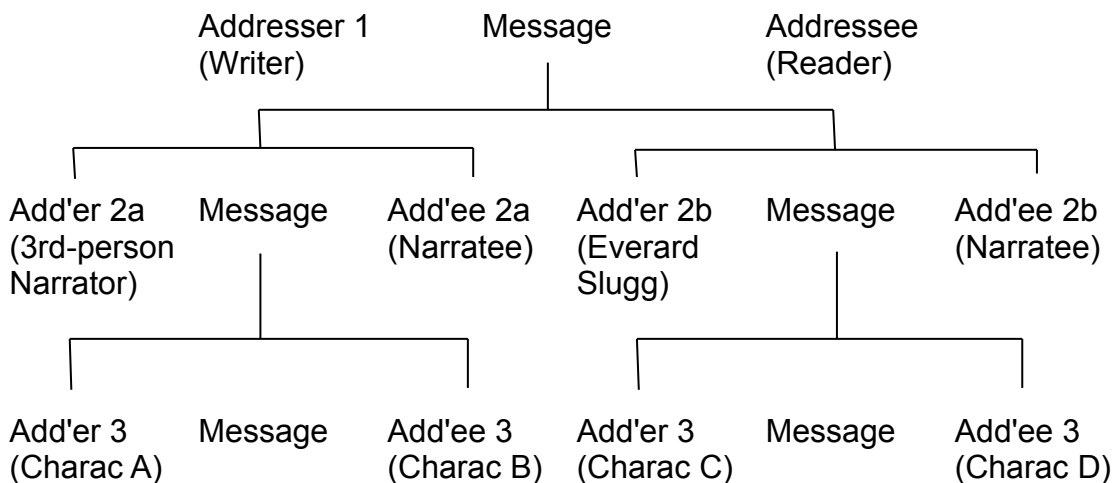 Addresser 1 Message Addressee
(Writer) (Reader)
Add'er 2a Message Add'ee 2a Add'er 2b Message Add'ee 2b
(3rd-person (Narratee) (Everard (Narratee)
Narrator) Slugg)
Add'er 3 Message Add'ee 3 Add'er 3 Message Add'ee 3
(Charac A) (Charac B) (Charac C) (Charac D)